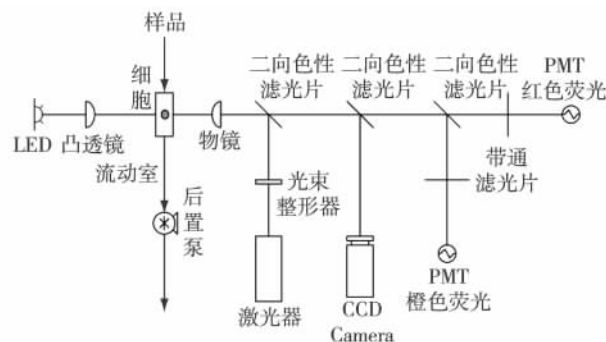 样品
细
胞
二向色性
滤光片
二向色性
滤光片
二向色性
滤光片
PMT
红色荧光
LED
凸透镜
物镜
流动室
后
置
泵
光束
整形器
带通
滤光片
激光器
CCD
Camera
PMT
橙色荧光